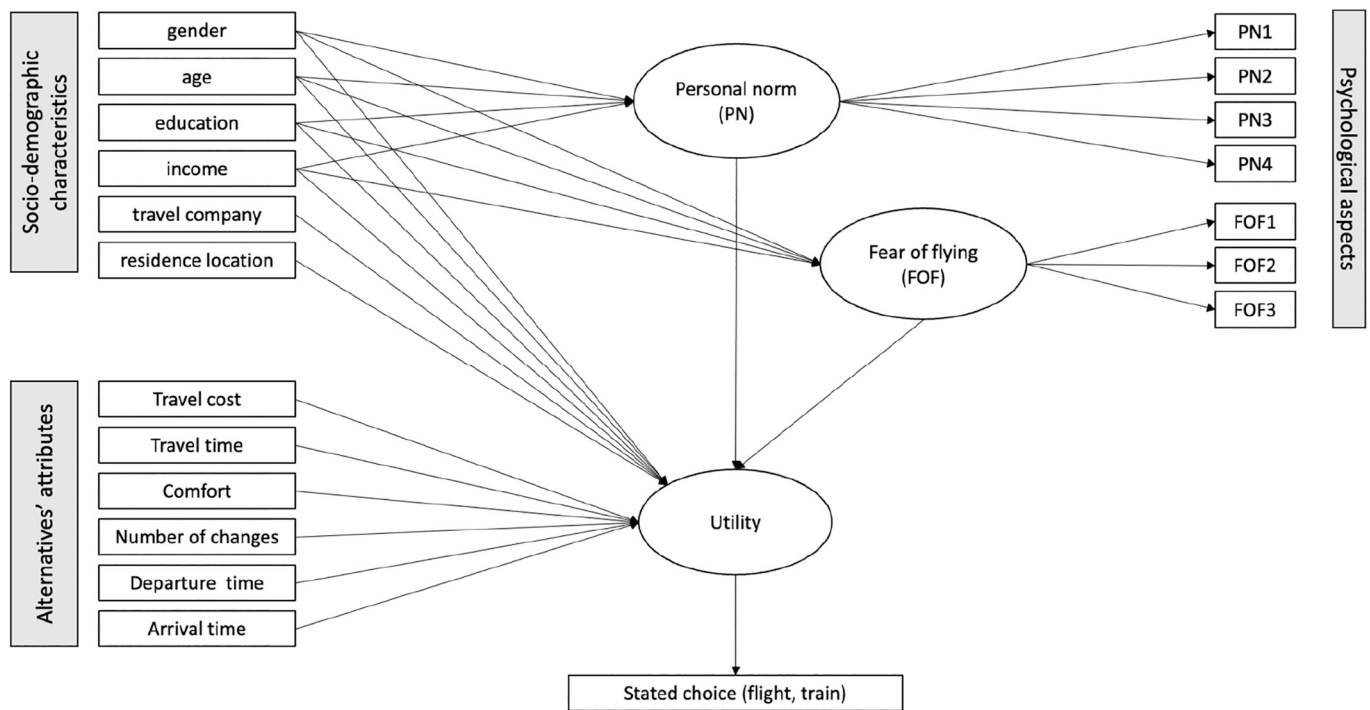 Socio-demographic
characteristics
gender
age
education
income
travel company
residence location
Personal norm
(PN)
Fear of flying
(FOF)
PN1
PN2
PN3
PN4
FOF1
FOF2
FOF3
Psychological aspects
Alternatives’ attributes
Travel cost
Travel time
Comfort
Number of changes
Departure time
Arrival time
Utility
Stated choice (flight, train)